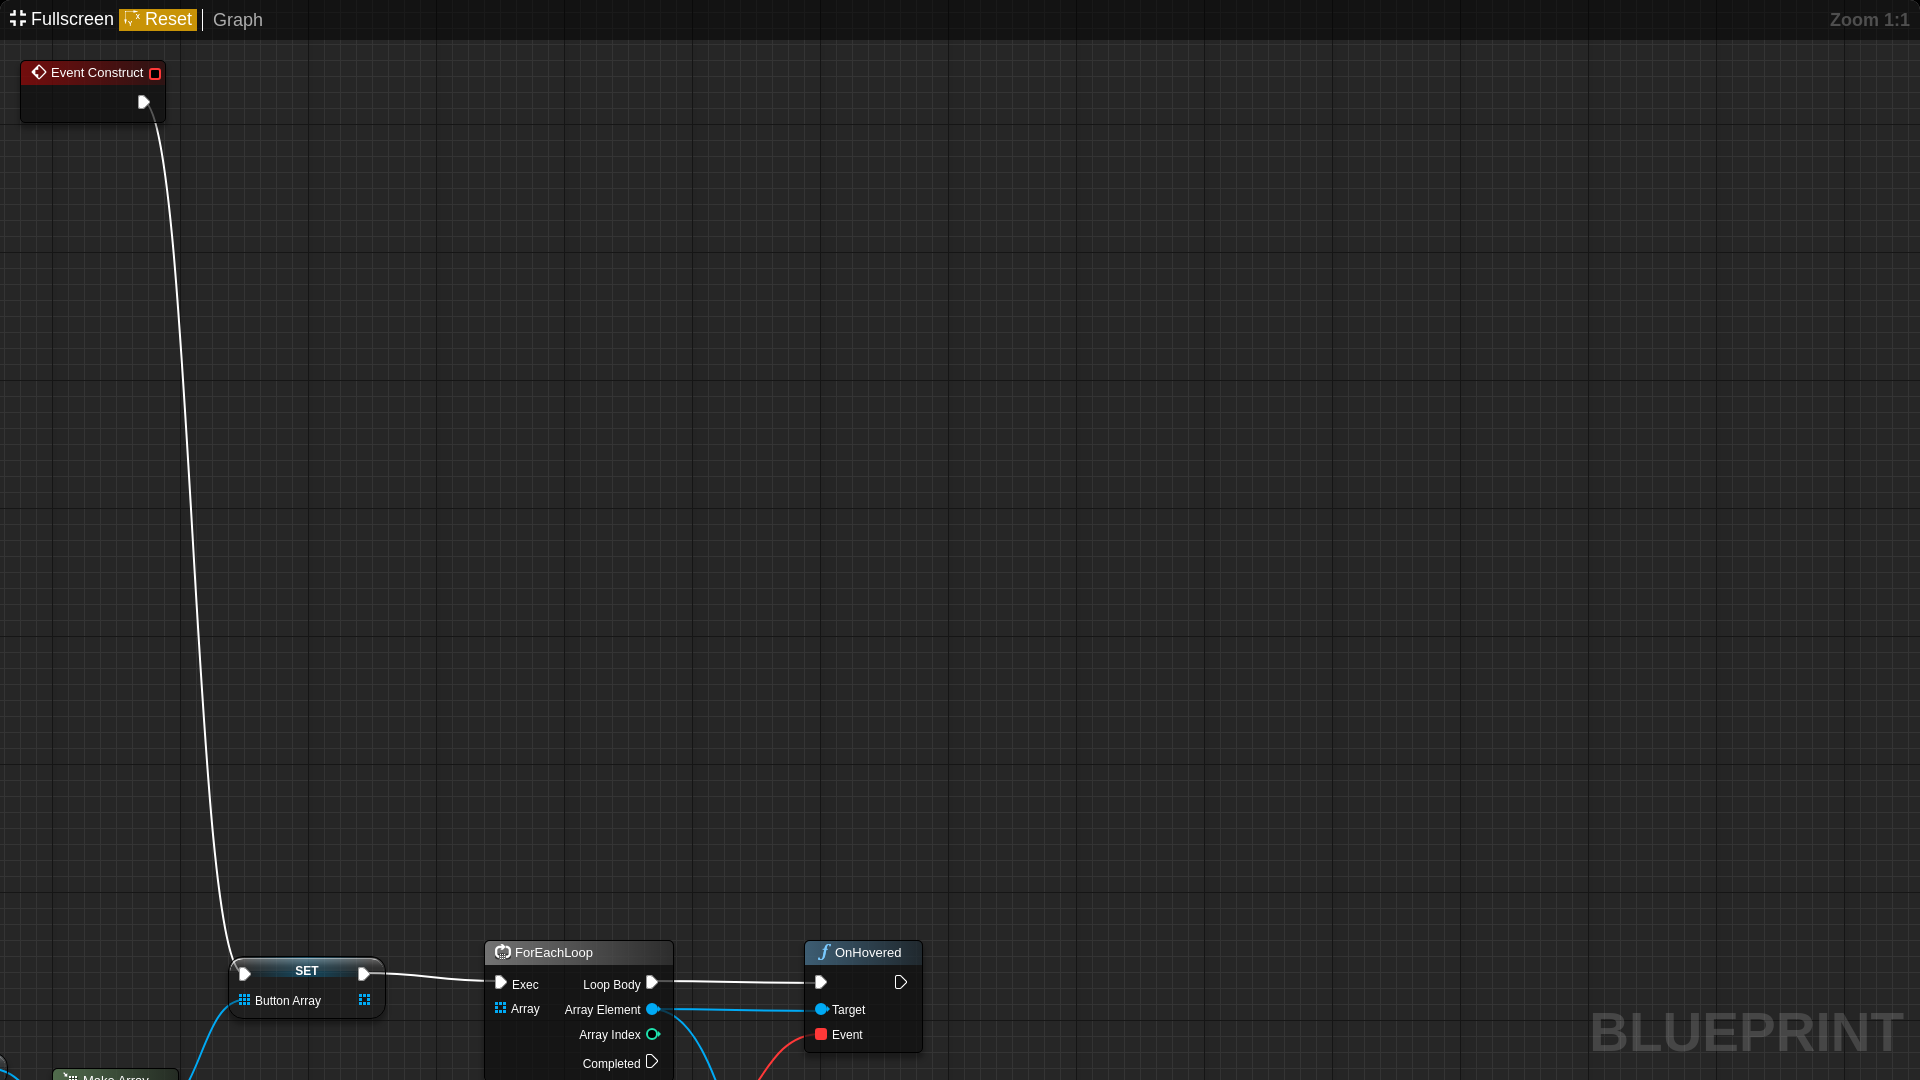 Fullscreen Reset Graph Zoom 1:1
Event Construct
SET
Button Array
ForEachLoop
Exec Loop Body
Array Array Element
Array Index
Completed
OnHovered
Target
Event
Make Array
BLUEPRINT